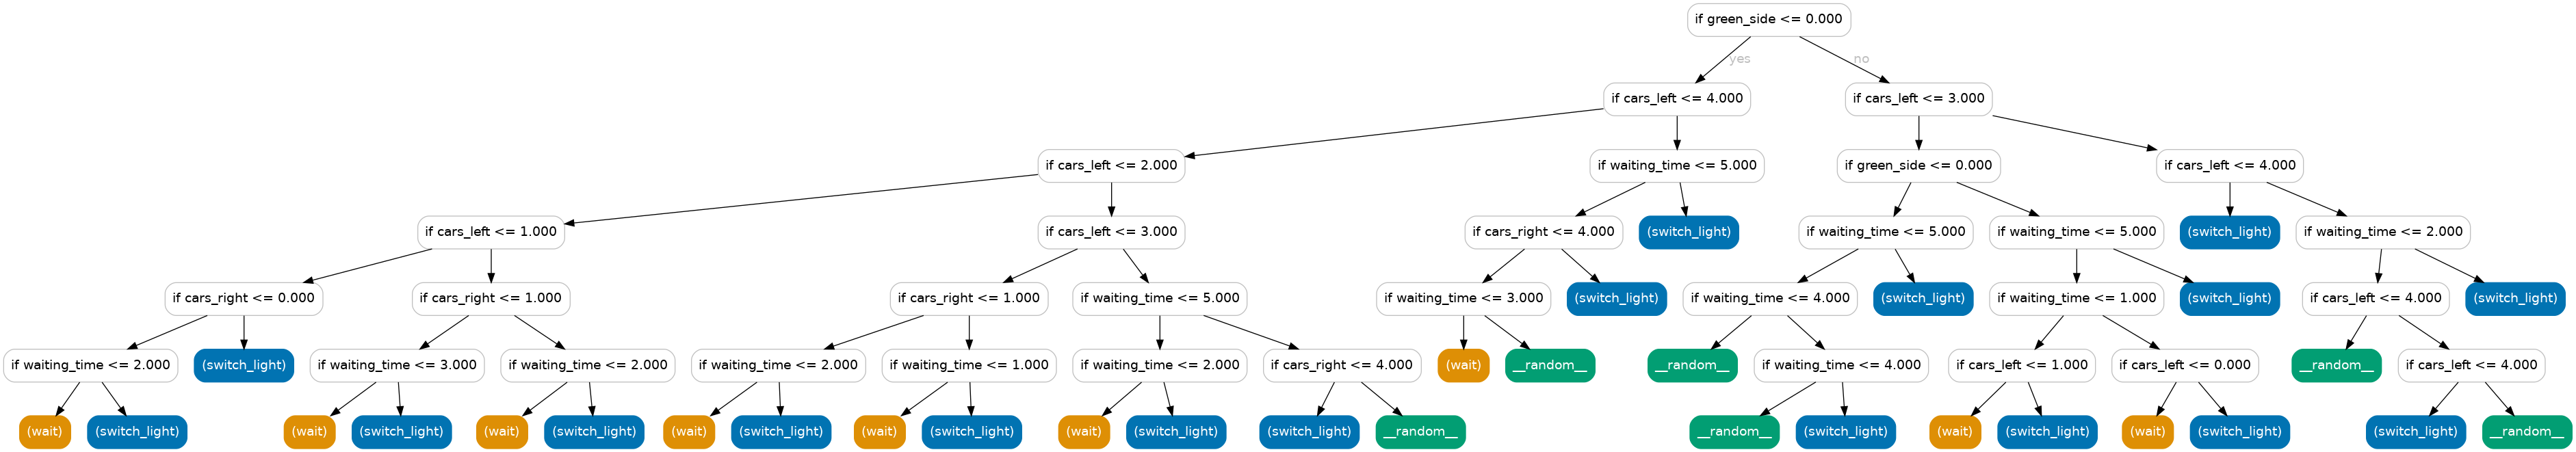 if green_side <= 0.000
yes
no
if cars_left <= 4.000
if cars_left <= 3.000
if cars_left <= 2.000
if waiting_time <= 5.000
if green_side <= 0.000
if cars_left <= 4.000
if cars_left <= 1.000
if cars_left <= 3.000
if cars_right <= 4.000
(switch_light)
if waiting_time <= 5.000
if waiting_time <= 5.000
(switch_light)
if waiting_time <= 2.000
if cars_right <= 0.000
if cars_right <= 1.000
if cars_right <= 1.000
if waiting_time <= 5.000
if waiting_time <= 3.000
(switch_light)
if waiting_time <= 4.000
(switch_light)
if waiting_time <= 1.000
(switch_light)
if cars_left <= 4.000
(switch_light)
if waiting_time <= 2.000
(switch_light)
if waiting_time <= 3.000
if waiting_time <= 2.000
if waiting_time <= 2.000
if waiting_time <= 1.000
if waiting_time <= 2.000
if cars_right <= 4.000
(wait)
__random__
__random__
if waiting_time <= 4.000
if cars_left <= 1.000
if cars_left <= 0.000
__random__
if cars_left <= 4.000
(wait)
(switch_light)
(wait)
(switch_light)
(wait)
(switch_light)
(wait)
(switch_light)
(wait)
(switch_light)
(wait)
(switch_light)
(switch_light)
__random__
__random__
(switch_light)
(wait)
(switch_light)
(wait)
(switch_light)
(switch_light)
__random__